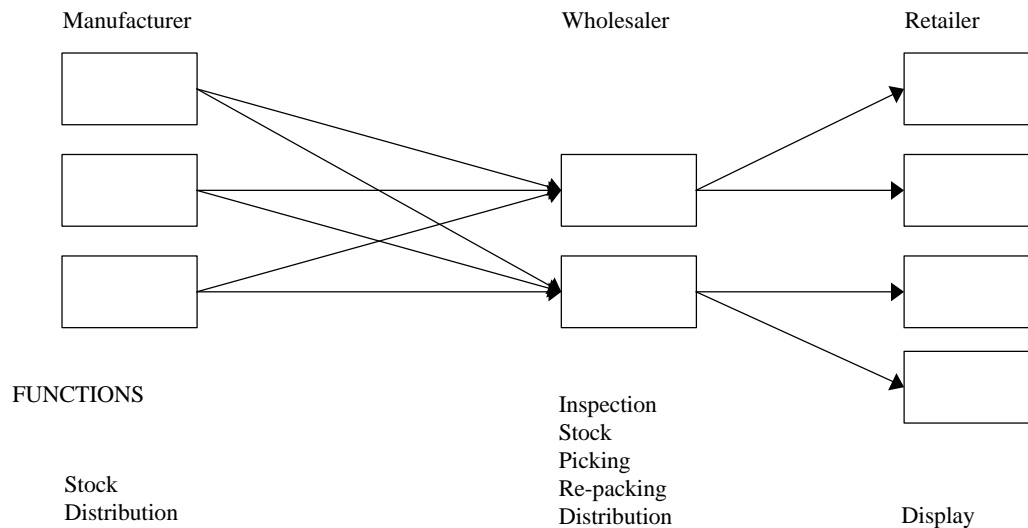 Manufacturer
Wholesaler
Retailer
FUNCTIONS
Stock
Distribution
Inspection
Stock
Picking
Re-packing
Distribution
Display